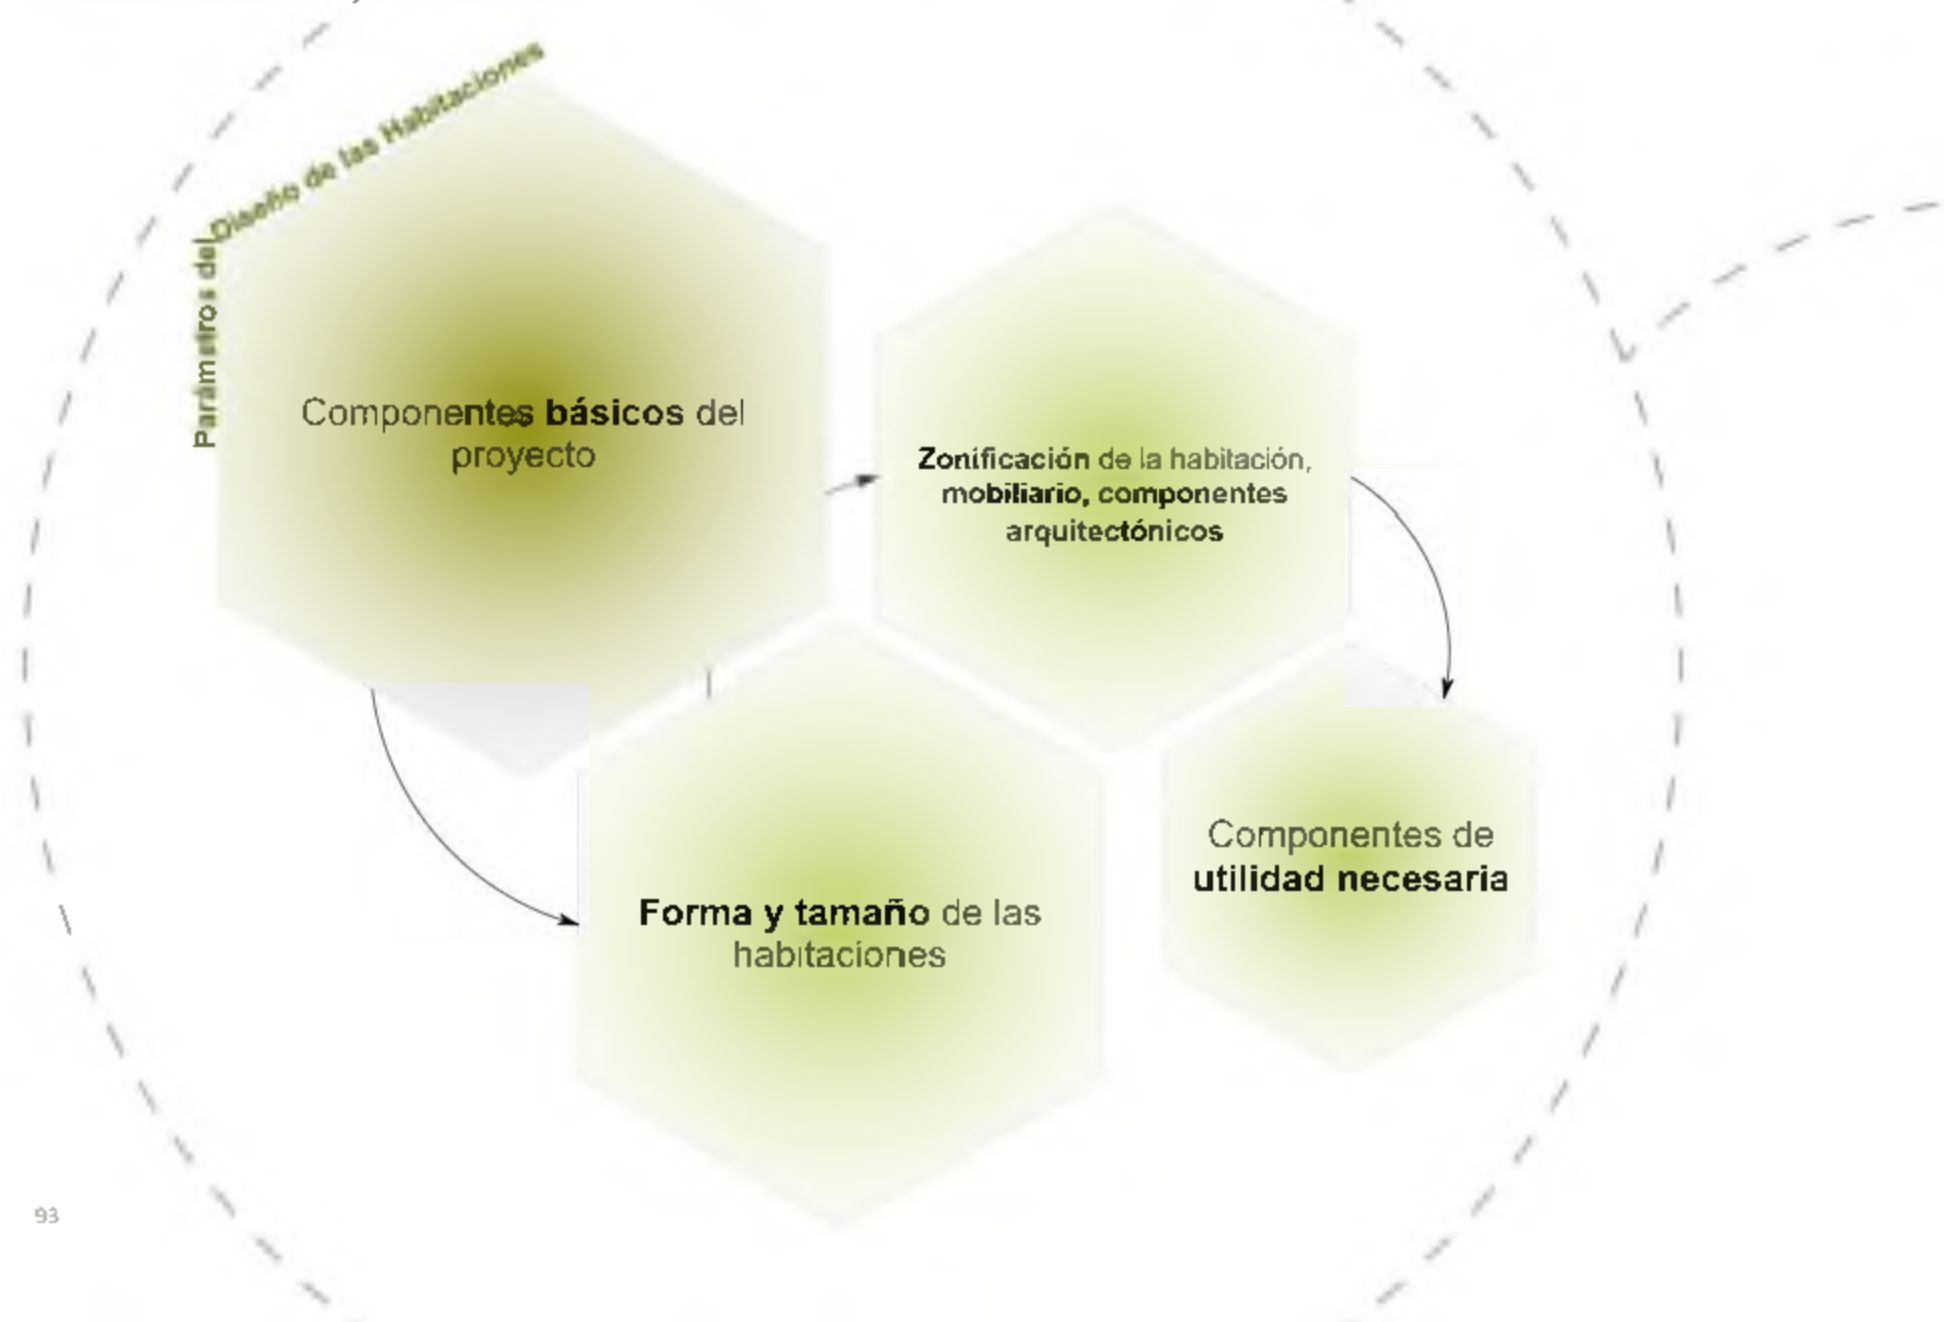 Parámetros del
Diseño de las Habitaciones
Componentes básicos del
proyecto
Zonificación de la habitación,
mobiliario, componentes
arquitectónicos
Forma y tamaño de las
habitaciones
Componentes de
utilidad necesaria
93